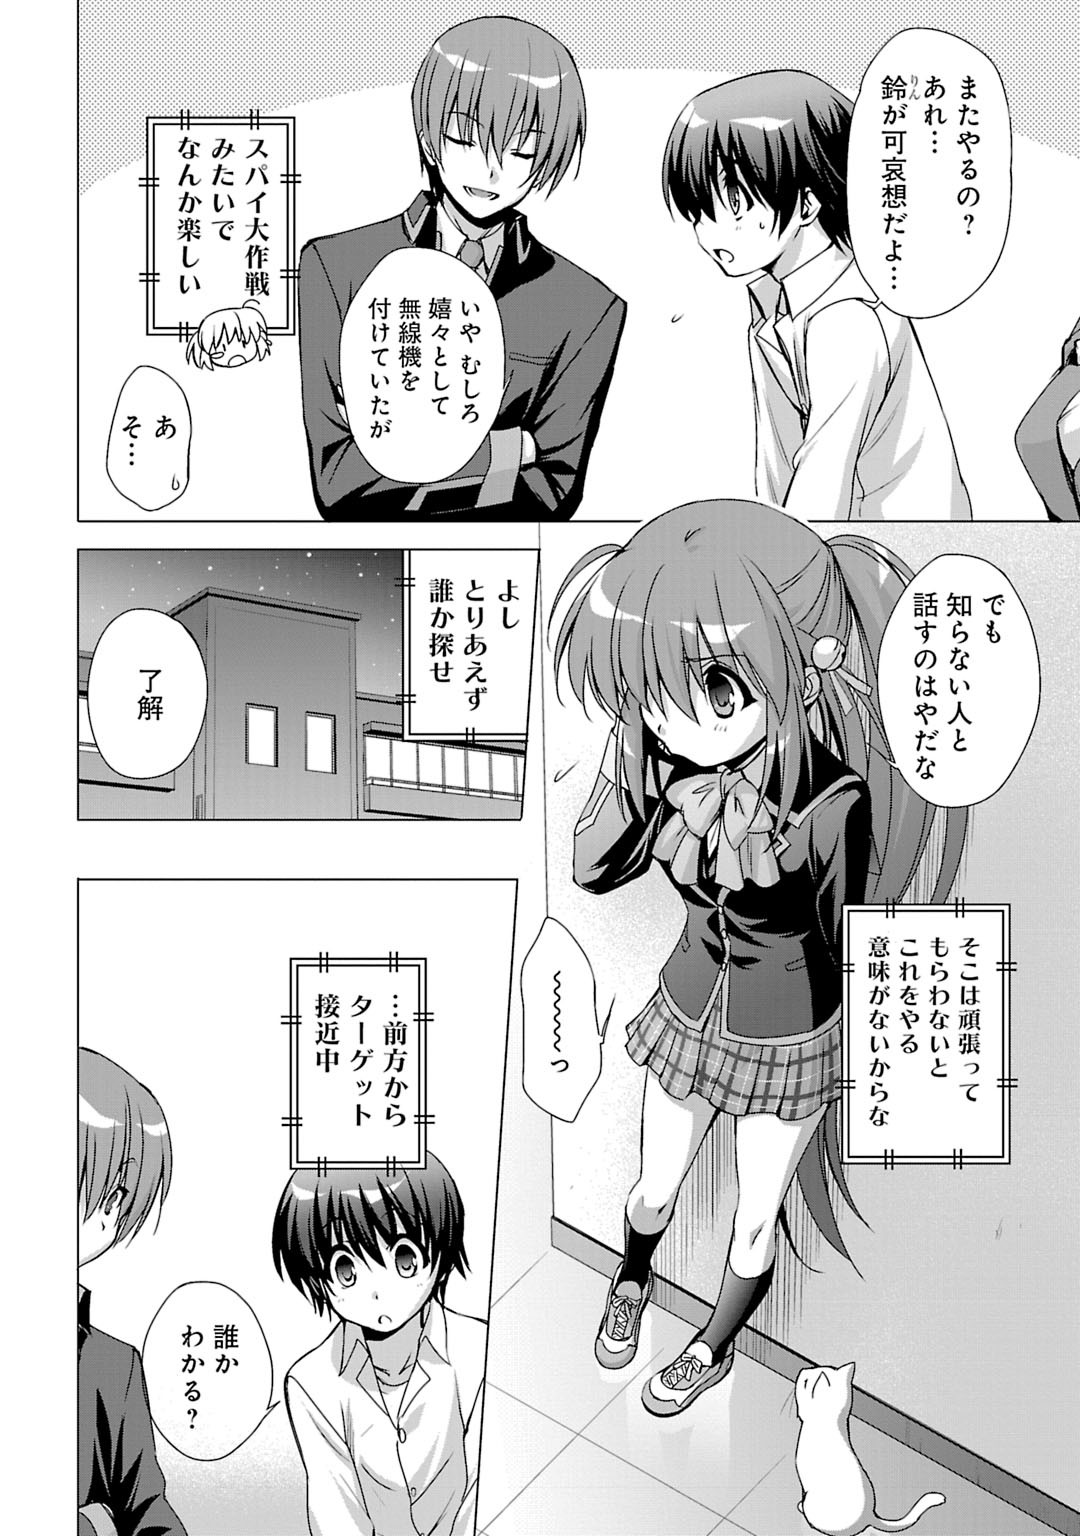 またやるの？
あれ…
鈴が可哀想だよ…
りん
いや むしろ
嬉々として
無線機を
付けていたが
スパイ大作戦
みたいで
なんか楽しい
あ
そ…
でも
知らない人と
話すのはやだな
そこは頑張って
もらわないと
これをやる
意味がないからな
〜〜〜〜っ
よし
とりあえず
誰か探せ
了解
…前方から
ターゲット
接近中
誰か
わかる？